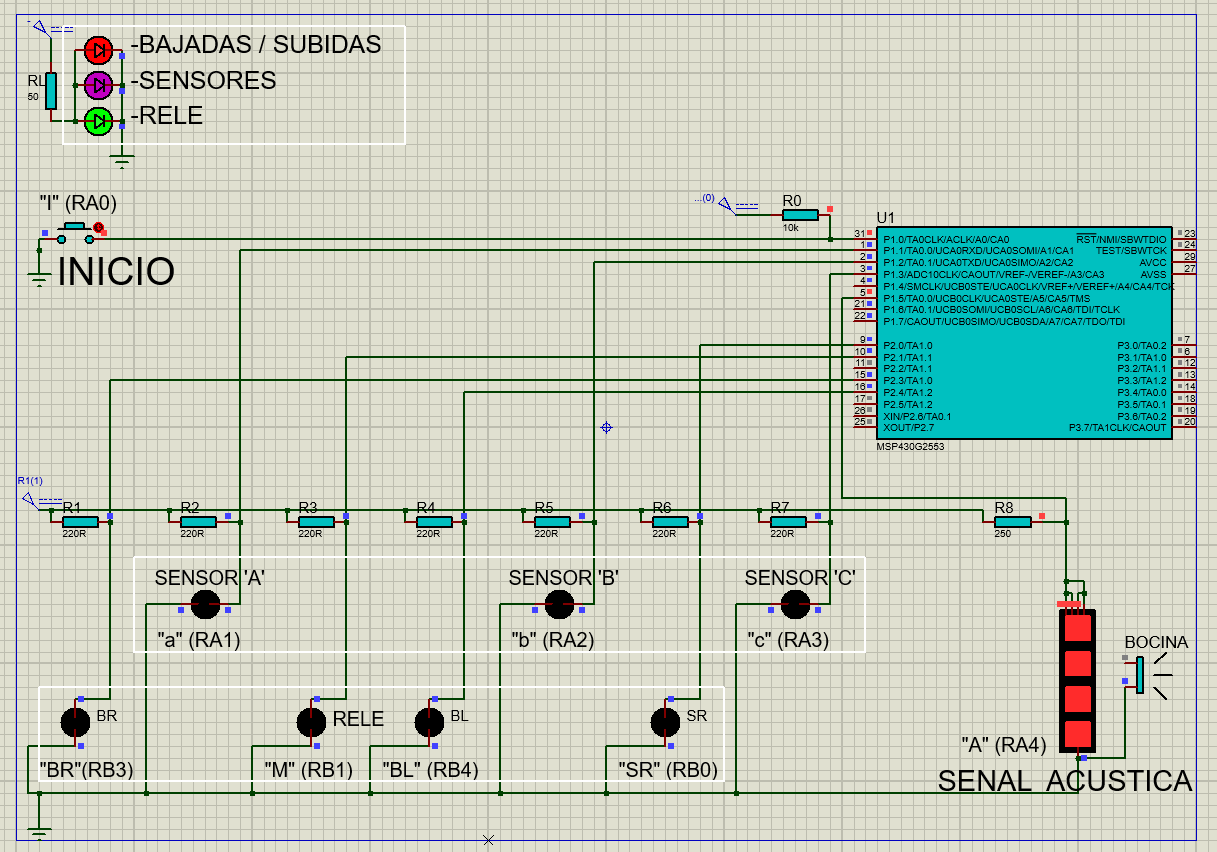 -BAJADAS / SUBIDAS
RL
50
-SENSORES
-RELE
"I" (RA0)
INICIO
...(0)
R0
10k
U1
31 P1.0/TA0CLK/ACLK/A0/CA0
1 P1.1/TA0.0/UCA0RXD/UCA0SOMI/A1/CA1
2 P1.2/TA0.1/UCA0TXD/UCA0SIMO/A2/CA2
3 P1.3/ADC10CLK/CAOUT/VREF-/VEREF-/A3/CA3
4 P1.4/SMCLK/UCB0STE/UCA0CLK/VREF+/VEREF+/A4/CA4/TCK
5 P1.5/TA0.0/UCB0CLK/UCA0STE/A5/CA5/TMS
21 P1.6/TA0.1/UCB0SOMI/UCB0SCL/A6/CA6/TDI/TCLK
22 P1.7/CAOUT/UCB0SIMO/UCB0SDA/A7/CA7/TDO/TDI
9 P2.0/TA1.0
10 P2.1/TA1.1
11 P2.2/TA1.1
15 P2.3/TA1.0
16 P2.4/TA1.2
17 P2.5/TA1.2
26 XIN/P2.6/TA0.1
25 XOUT/P2.7
RST/NMI/SBWTDIO 23
TEST/SBWTCK 24
AVCC 29
AVSS 27
P3.0/TA0.2 7
P3.1/TA1.0 6
P3.2/TA1.1 12
P3.3/TA1.2 13
P3.4/TA0.0 14
P3.5/TA0.1 18
P3.6/TA0.2 19
P3.7/TA1CLK/CAOUT 20
MSP430G2553
R1(1)
R1
220R
R2
220R
R3
220R
R4
220R
R5
220R
R6
220R
R7
220R
R8
250
SENSOR 'A'
"a" (RA1)
SENSOR 'B'
"b" (RA2)
SENSOR 'C'
"c" (RA3)
BOCINA
BR
"BR"(RB3)
RELE
"M" (RB1)
BL
"BL" (RB4)
SR
"SR" (RB0)
"A" (RA4)
SENAL ACUSTICA